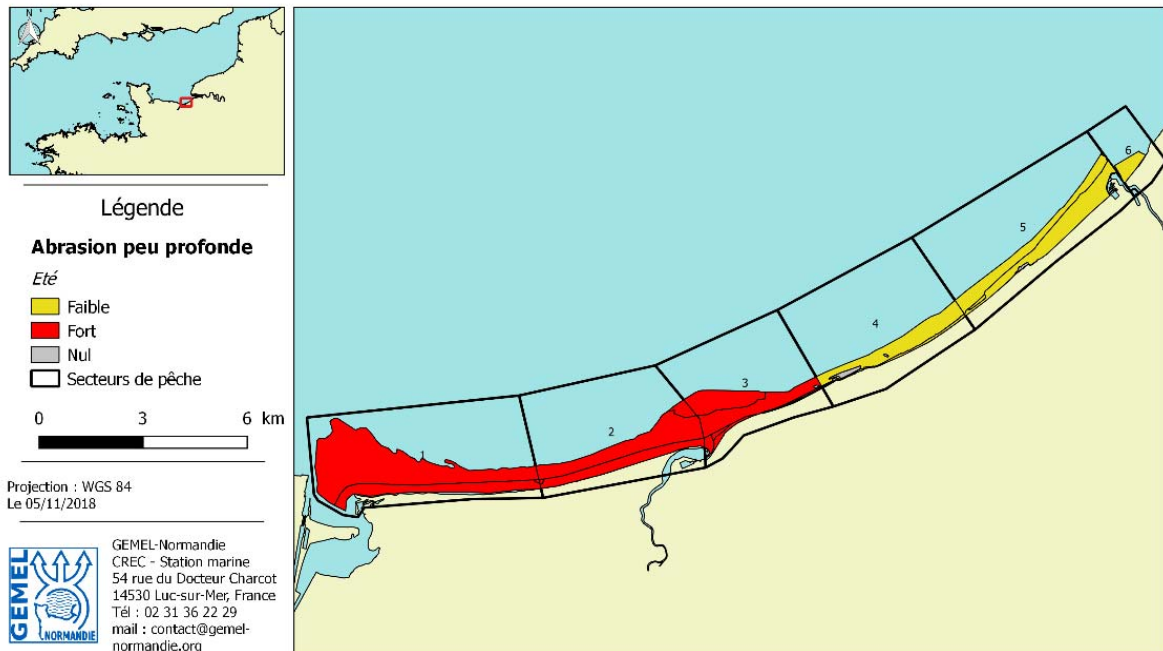 N
Légende
Abrasion peu profonde
Eté
Faible
Fort
Nul
Secteurs de pêche
0 3 6 km
Projection : WGS 84
Le 05/11/2018
GEMEL
NORMANDIE
GEMEL-Normandie
CREC - Station marine
54 rue du Docteur Charcot
14530 Luc-sur-Mer, France
Tél : 02 31 36 22 29
mail : contact@gemel-
normandie.org
1
2
3
4
5
6